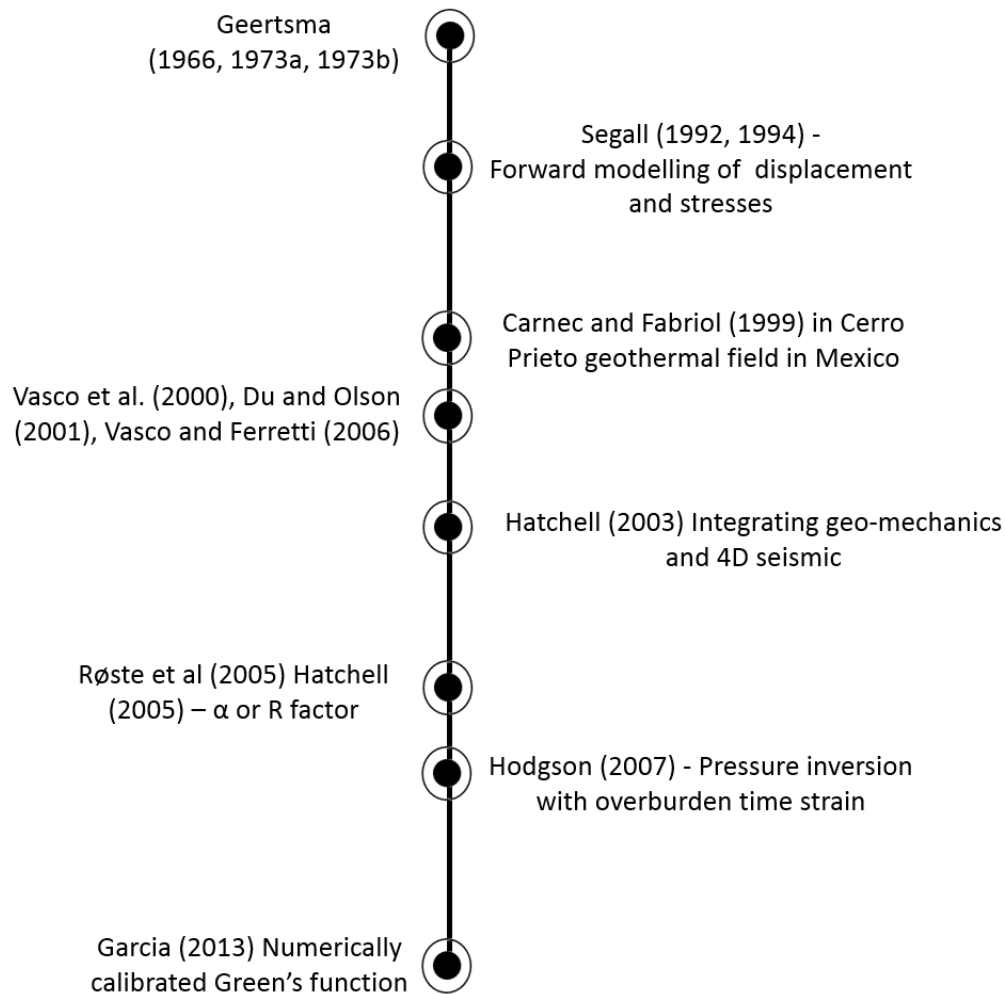 Geertsma
(1966, 1973a, 1973b)
Segall (1992, 1994) -
Forward modelling of displacement
and stresses
Carnec and Fabriol (1999) in Cerro
Prieto geothermal field in Mexico
Vasco et al. (2000), Du and Olson
(2001), Vasco and Ferretti (2006)
Hatchell (2003) Integrating geo-mechanics
and 4D seismic
Røste et al (2005) Hatchell
(2005) – α or R factor
Hodgson (2007) - Pressure inversion
with overburden time strain
Garcia (2013) Numerically
calibrated Green’s function